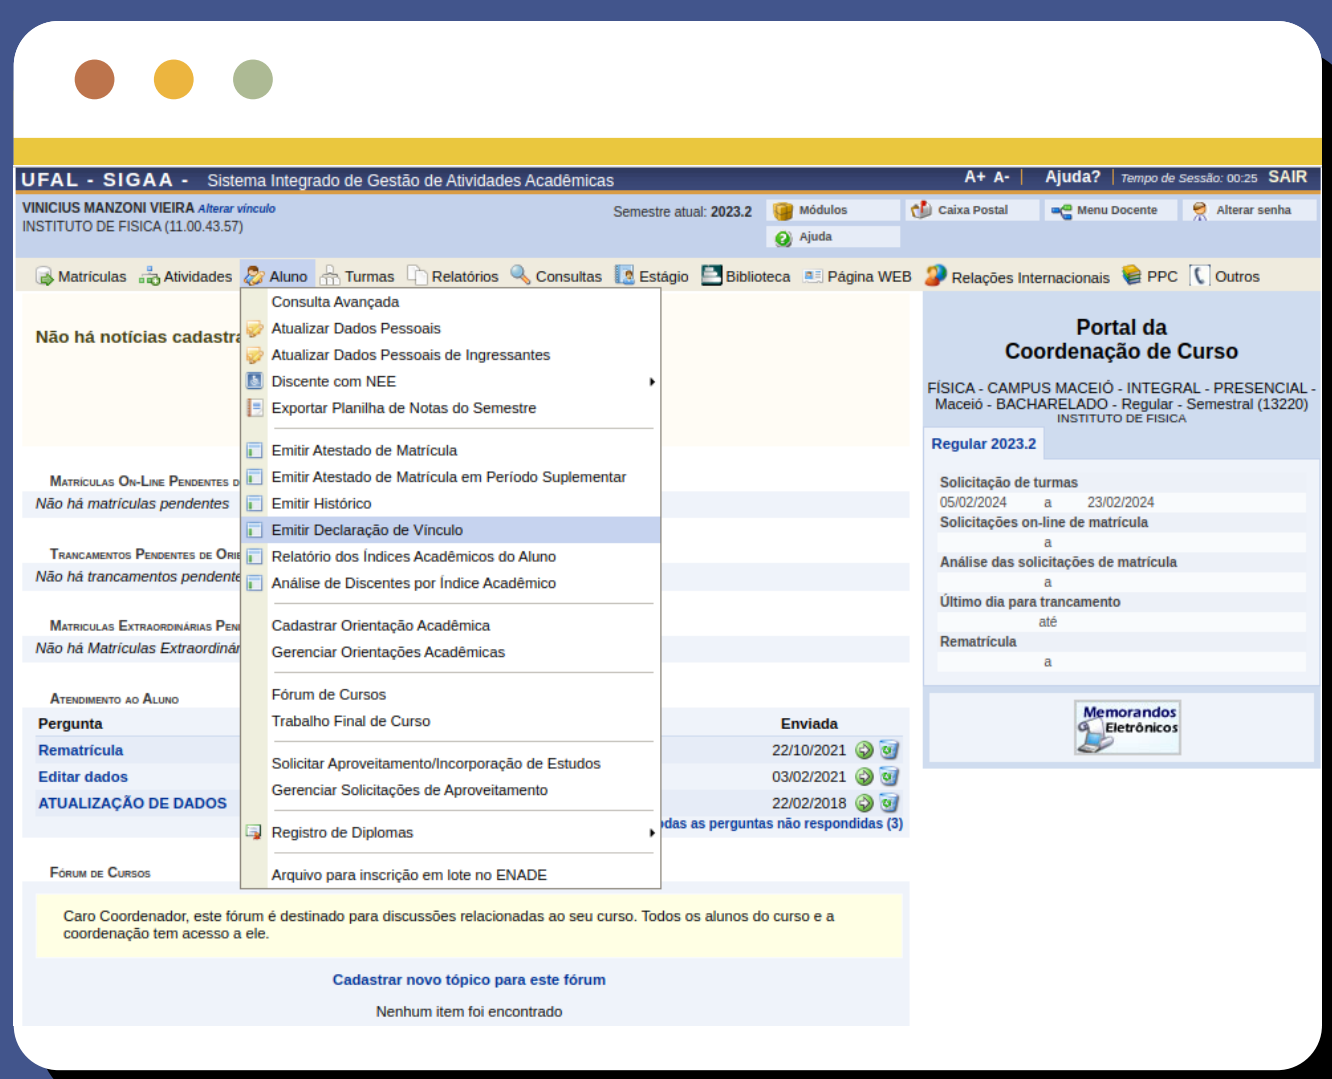 UFAL - SIGAA - Sistema Integrado de Gestão de Atividades Acadêmicas
A+ A- | Ajuda? | Tempo de Sessão: 00:25 SAIR
VINICIUS MANZONI VIEIRA Alterar vínculo
INSTITUTO DE FISICA (11.00.43.57)
Semestre atual: 2023.2
Módulos
Caixa Postal
Menu Docente
Alterar senha
Ajuda
Matrículas Atividades Aluno Turmas Relatórios Consultas Estágio Biblioteca Página WEB Relações Internacionais PPC Outros
Não há notícias cadastra
Consulta Avançada
Atualizar Dados Pessoais
Atualizar Dados Pessoais de Ingressantes
Discente com NEE
Exportar Planilha de Notas do Semestre
Emitir Atestado de Matrícula
Emitir Atestado de Matrícula em Período Suplementar
Emitir Histórico
Emitir Declaração de Vínculo
Relatório dos Índices Acadêmicos do Aluno
Análise de Discentes por Índice Acadêmico
Cadastrar Orientação Acadêmica
Gerenciar Orientações Acadêmicas
Fórum de Cursos
Trabalho Final de Curso
Solicitar Aproveitamento/Incorporação de Estudos
Gerenciar Solicitações de Aproveitamento
Registro de Diplomas
Arquivo para inscrição em lote no ENADE
Matrículas On-Line Pendentes d
Não há matrículas pendentes
Trancamentos Pendentes de Orie
Não há trancamentos pendente
Matriculas Extraordinárias Pen
Não há Matrículas Extraordinár
Atendimento ao Aluno
Pergunta Enviada
Rematrícula 22/10/2021
Editar dados 03/02/2021
ATUALIZAÇÃO DE DADOS 22/02/2018
odas as perguntas não respondidas (3)
Fórum de Cursos
Caro Coordenador, este fórum é destinado para discussões relacionadas ao seu curso. Todos os alunos do curso e a
coordenação tem acesso a ele.
Cadastrar novo tópico para este fórum
Nenhum item foi encontrado
Portal da
Coordenação de Curso
FÍSICA - CAMPUS MACEIÓ - INTEGRAL - PRESENCIAL -
Maceió - BACHARELADO - Regular - Semestral (13220)
INSTITUTO DE FISICA
Regular 2023.2
Solicitação de turmas
05/02/2024 a 23/02/2024
Solicitações on-line de matrícula
a
Análise das solicitações de matrícula
a
Último dia para trancamento
até
Rematrícula
a
Memorandos
Eletrônicos